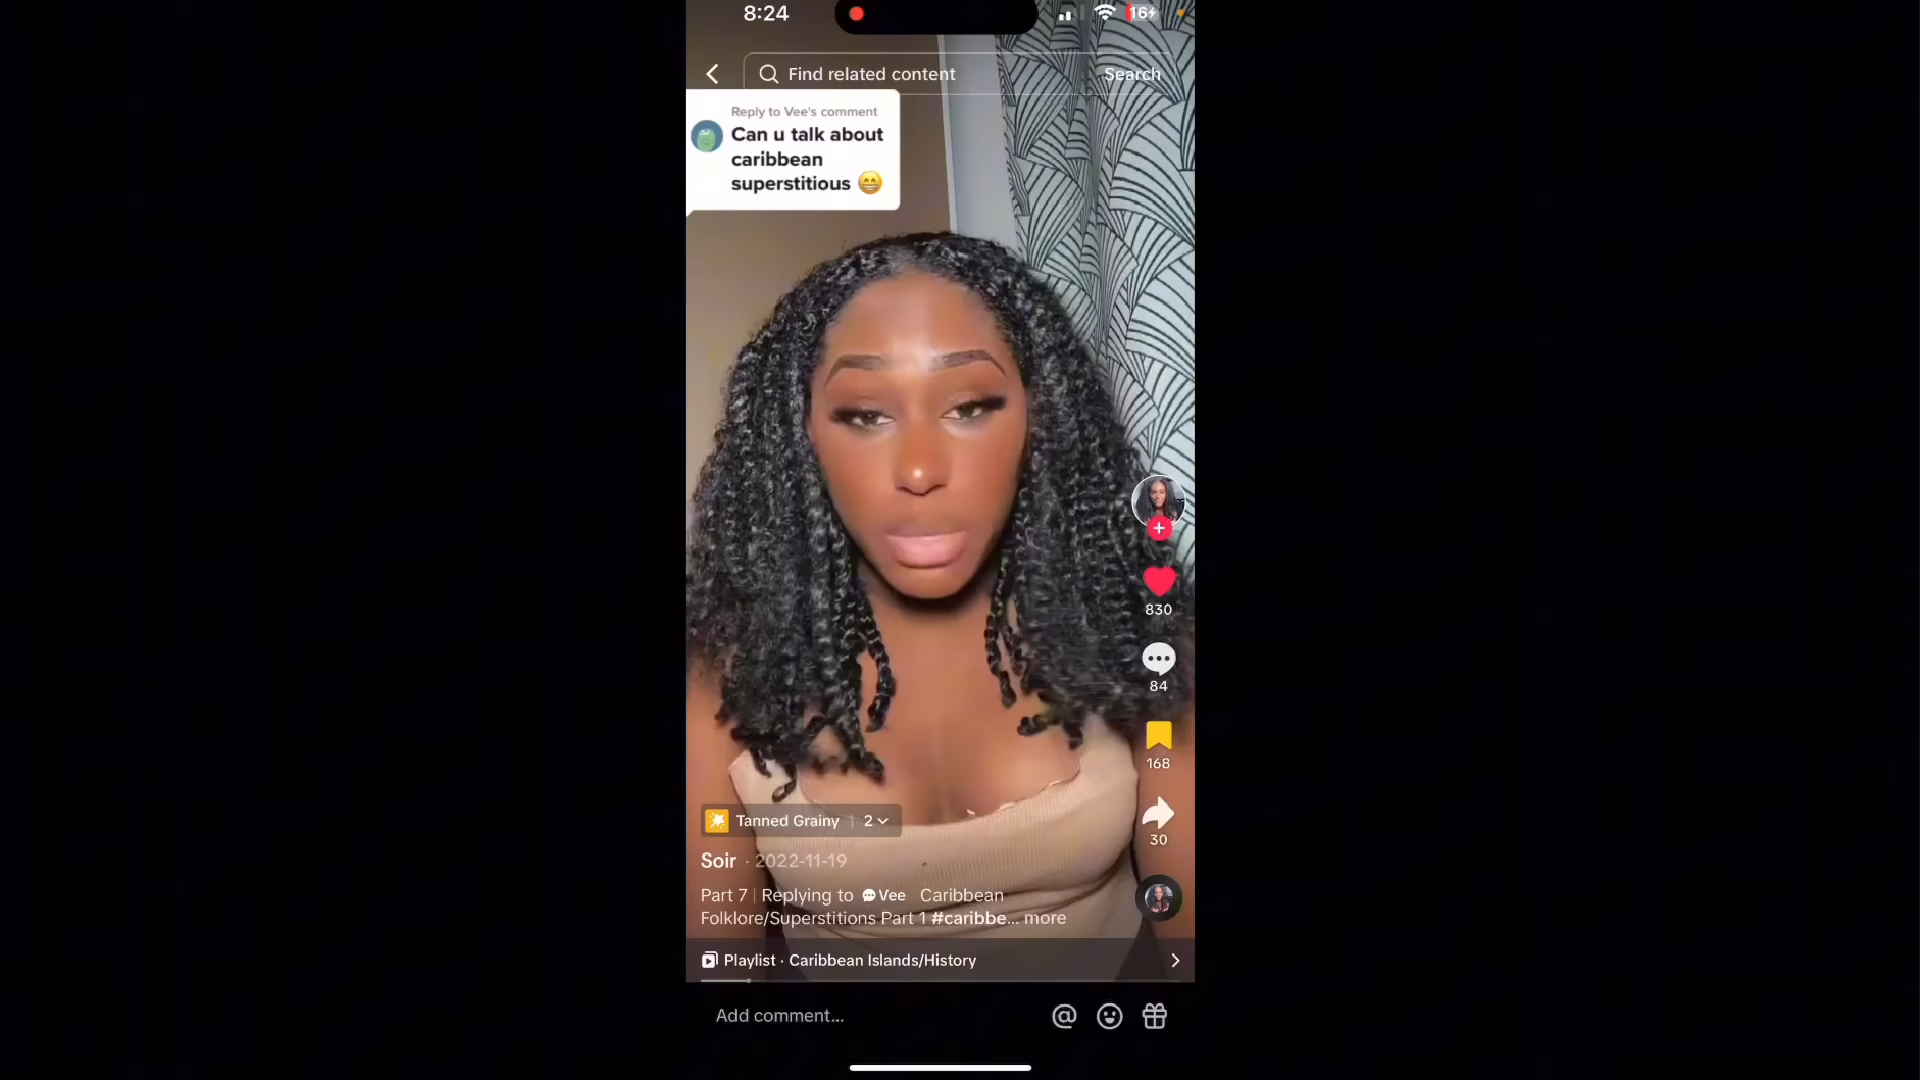 8:24
16
Find related content
Search
Reply to Vee's comment
Can u talk about
caribbean
superstitious 😁
830
84
168
30
Tanned Grainy | 2
Soir · 2022-11-19
Part 7 | Replying to Vee Caribbean
Folklore/Superstitions Part 1 #caribbe... more
Playlist · Caribbean Islands/History
Add comment...